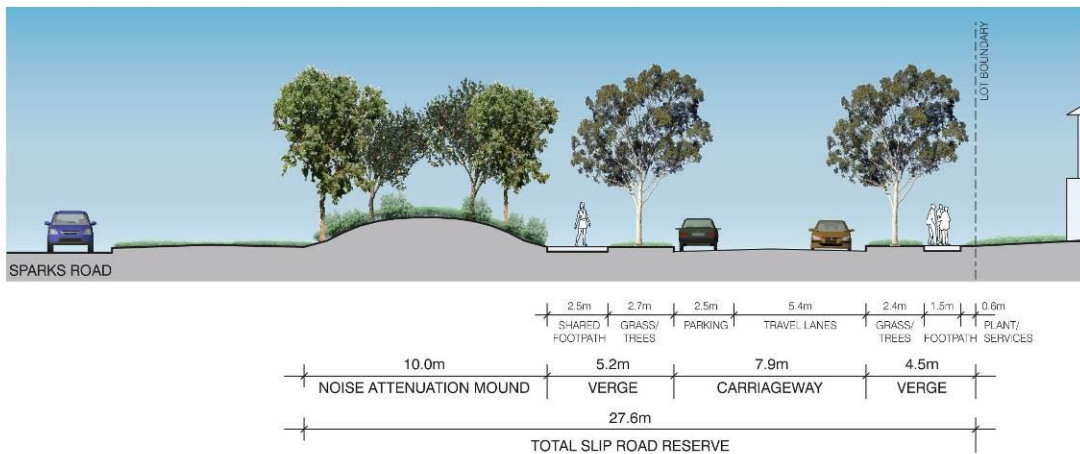 LOT BOUNDARY
SPARKS ROAD
2.5m 2.7m 2.5m 5.4m 2.4m 1.5m 0.6m
SHARED GRASS/ PARKING TRAVEL LANES GRASS/ FOOTPATH PLANT/
FOOTPATH TREES TREES SERVICES
10.0m 5.2m 7.9m 4.5m
NOISE ATTENUATION MOUND VERGE CARRIAGEWAY VERGE
27.6m
TOTAL SLIP ROAD RESERVE